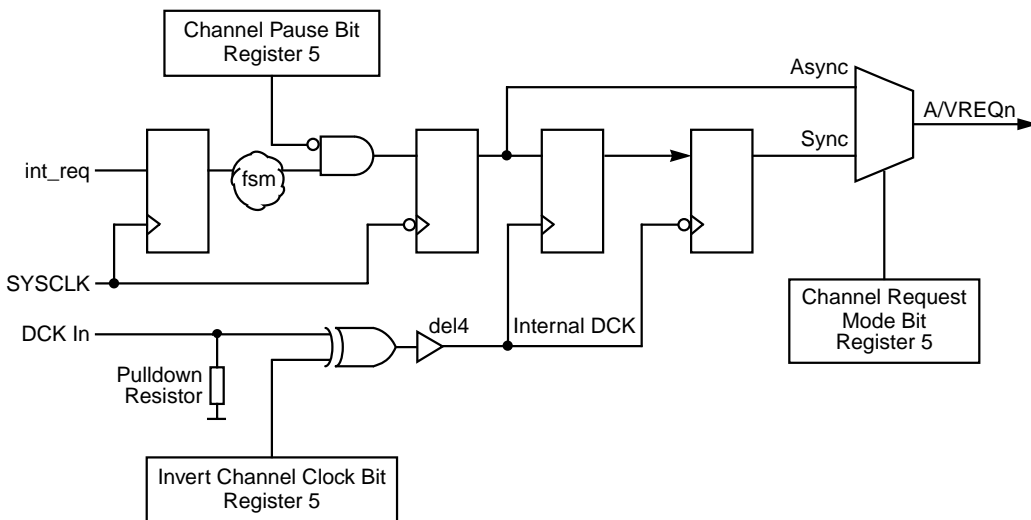 Channel Pause Bit
Register 5
Async
A/VREQn
Sync
int_req
fsm
SYSCLK
DCK In
del4
Internal DCK
Channel Request
Mode Bit
Register 5
Pulldown
Resistor
Invert Channel Clock Bit
Register 5